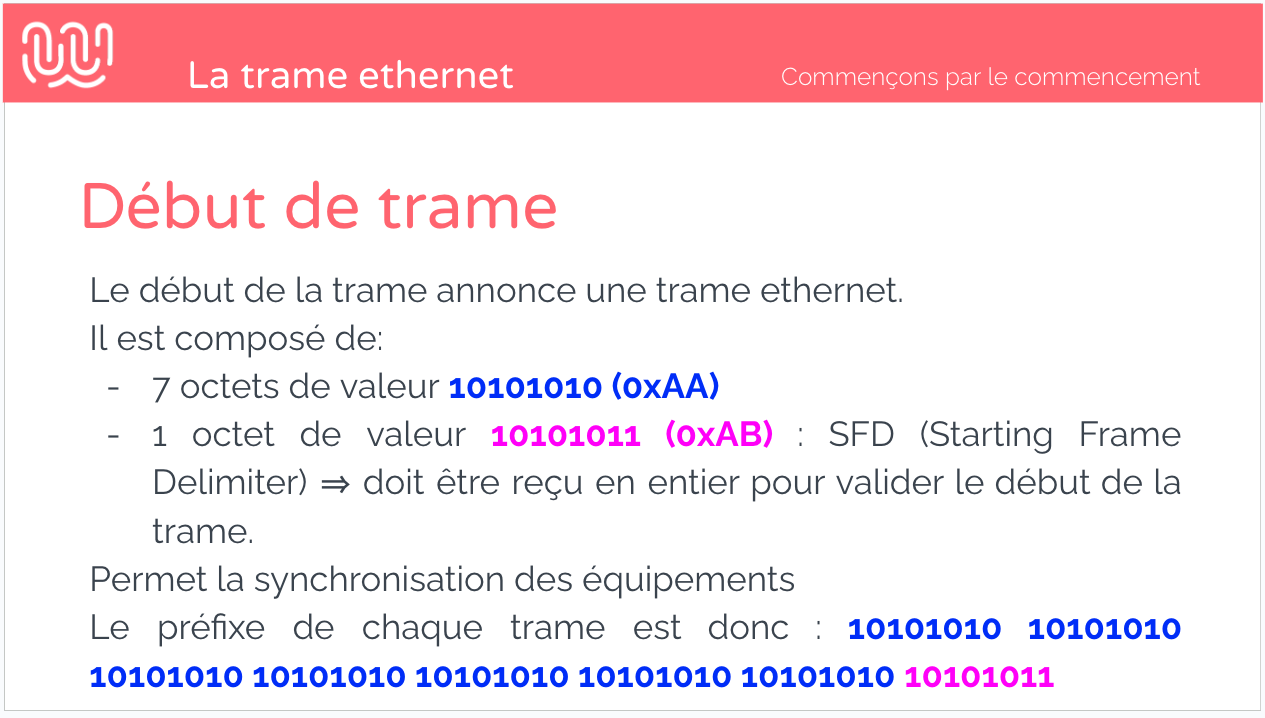 La trame ethernet
Commençons par le commencement
Début de trame
Le début de la trame annonce une trame ethernet.
Il est composé de:
- 7 octets de valeur 10101010 (0xAA)
- 1 octet de valeur 10101011 (0xAB) : SFD (Starting Frame
Delimiter) ⇒ doit être reçu en entier pour valider le début de la
trame.
Permet la synchronisation des équipements
Le préfixe de chaque trame est donc : 10101010 10101010
10101010 10101010 10101010 10101010 10101010 10101011